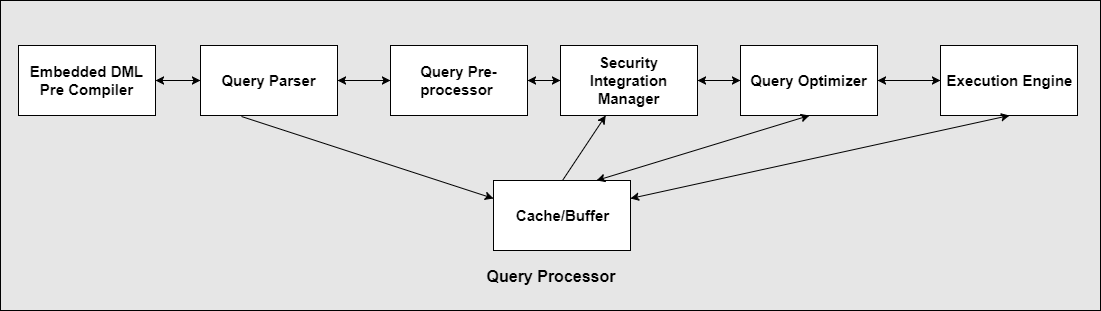 Embedded DML
Pre Compiler
Query Parser
Query Pre-
processor
Security
Integration
Manager
Query Optimizer
Execution Engine
Cache/Buffer
Query Processor